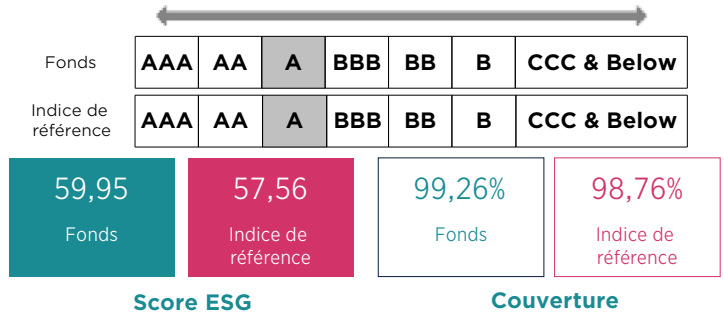 Fonds
AAA AA A BBB BB B CCC & Below
Indice de
référence
AAA AA A BBB BB B CCC & Below
59,95
Fonds
57,56
Indice de
référence
99,26%
Fonds
98,76%
Indice de
référence
Score ESG
Couverture